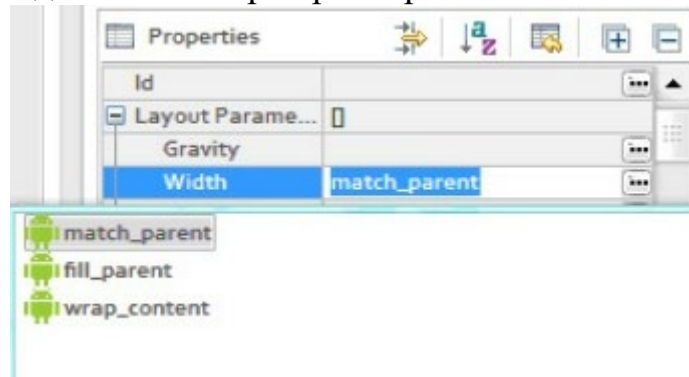 Properties
Id
Layout Parame... []
Gravity
Width match_parent
match_parent
fill_parent
wrap_content